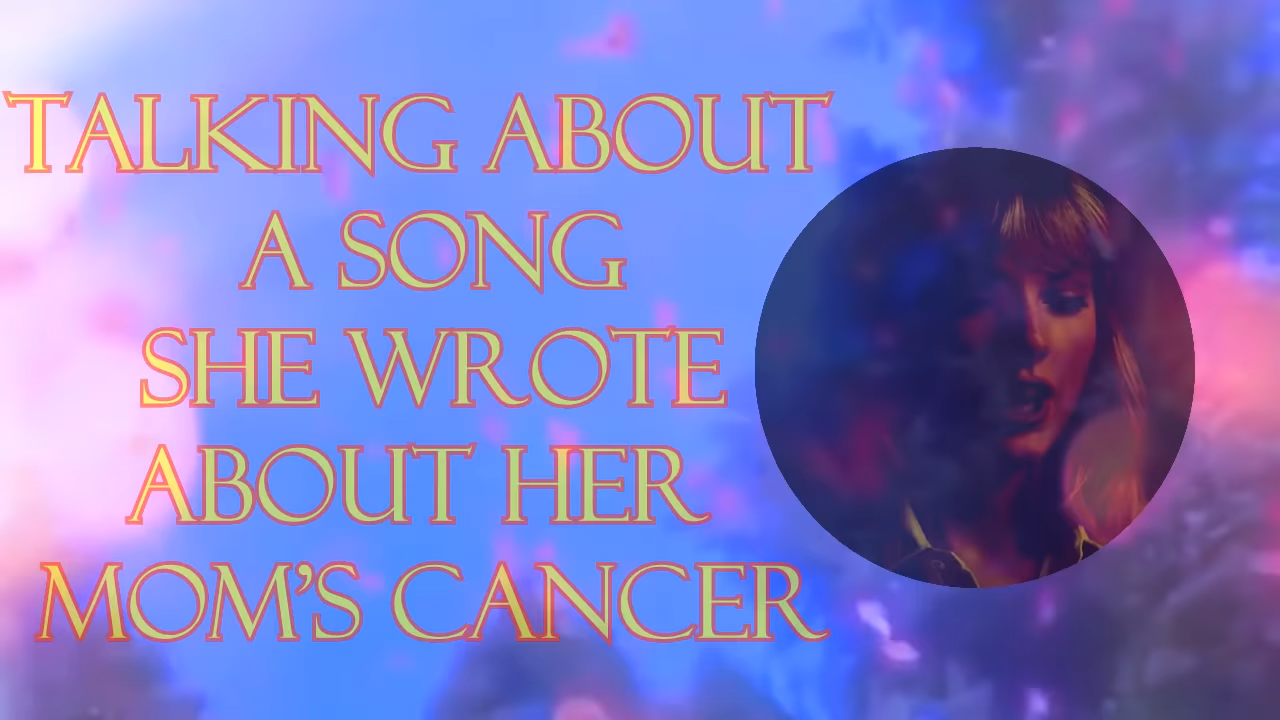 TALKING ABOUT
A SONG
SHE WROTE
ABOUT HER
MOM’S CANCER